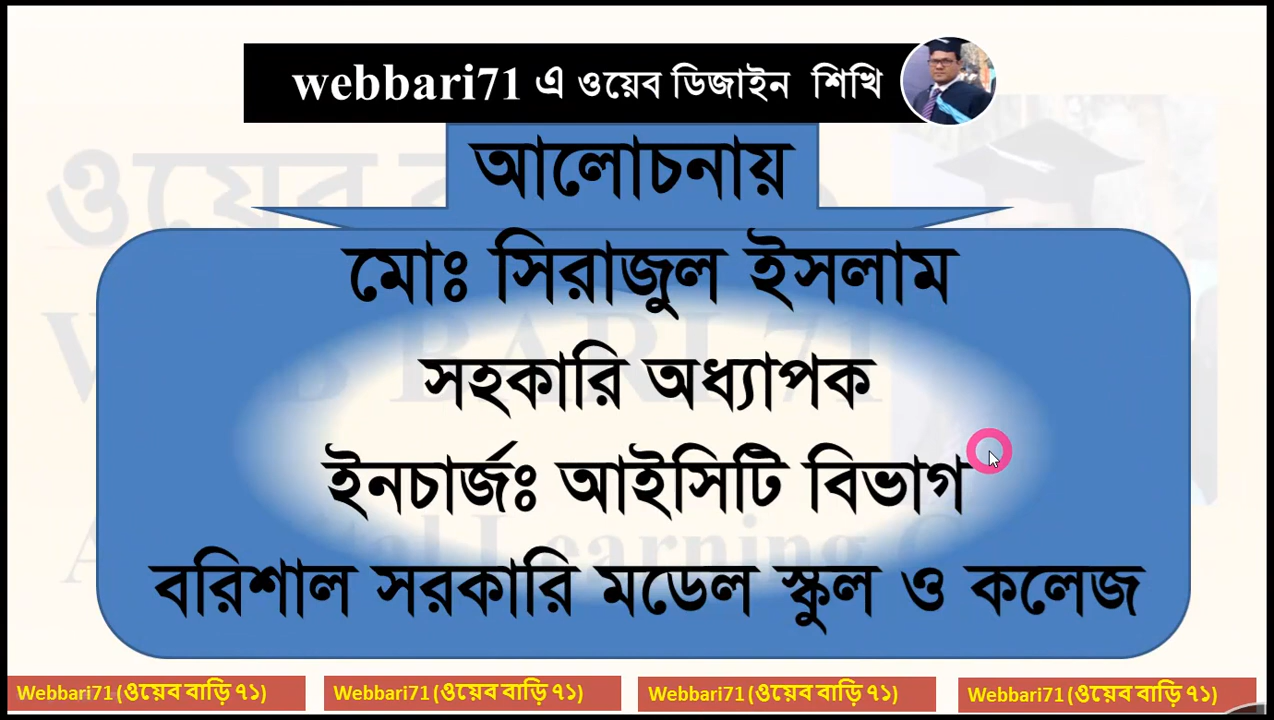 webbari71 এ ওয়েব ডিজাইন শিখি
আলোচনায়
মোঃ সিরাজুল ইসলাম
সহকারি অধ্যাপক
ইনচার্জঃ আইসিটি বিভাগ
বরিশাল সরকারি মডেল স্কুল ও কলেজ
Webbari71 (ওয়েব বাড়ি ৭১) Webbari71 (ওয়েব বাড়ি ৭১) Webbari71 (ওয়েব বাড়ি ৭১) Webbari71 (ওয়েব বাড়ি ৭১)